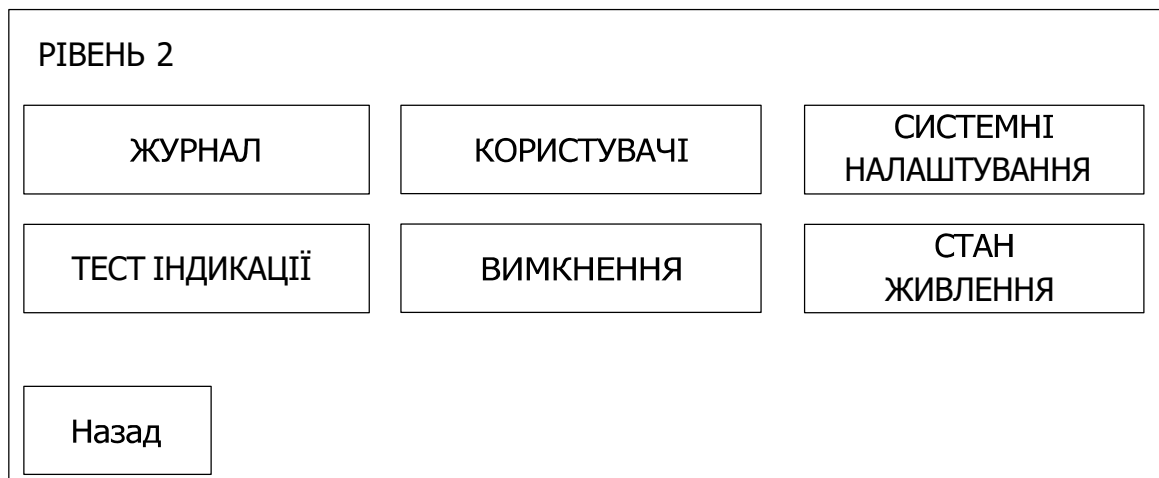 РІВЕНЬ 2
ЖУРНАЛ
КОРИСТУВАЧІ
СИСТЕМНІ
НАЛАШТУВАННЯ
ТЕСТ ІНДИКАЦІЇ
ВИМКНЕННЯ
СТАН
ЖИВЛЕННЯ
Назад